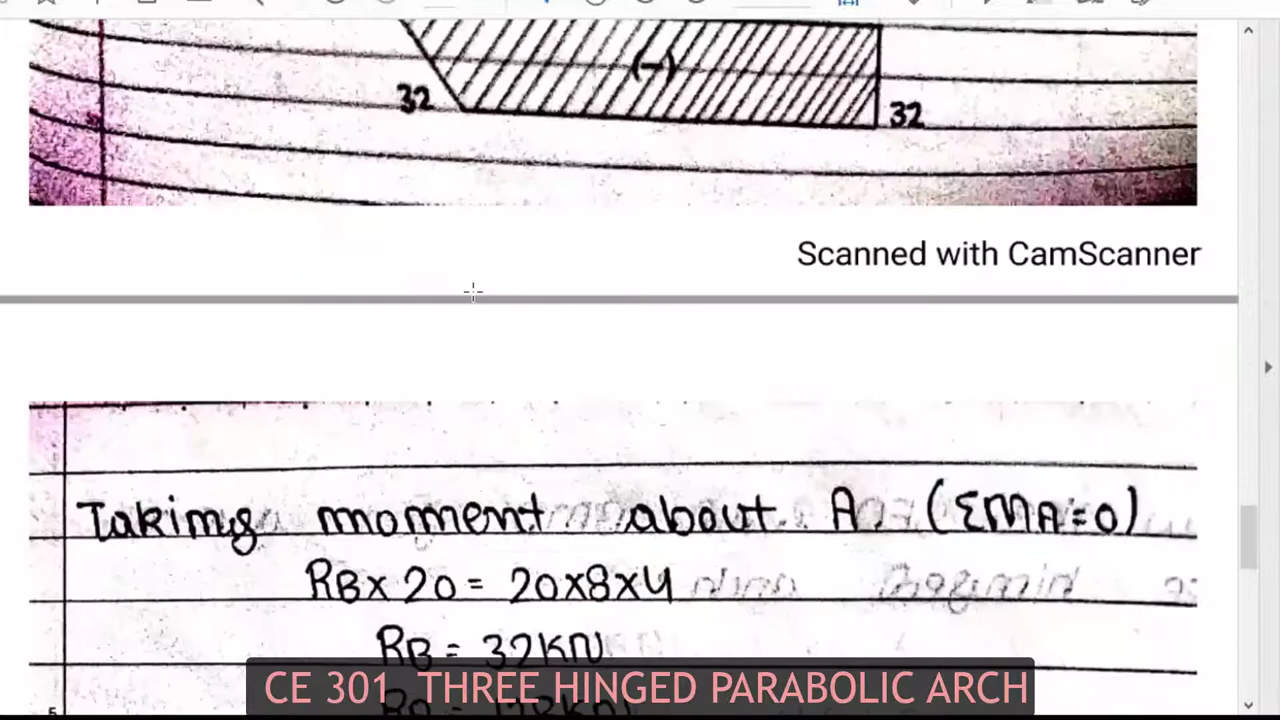 (-)
32
32
Scanned with CamScanner
Taking moment about A (ΣMA=0)
RB x 20 = 20x8x4
RB = 32KN
CE 301 THREE HINGED PARABOLIC ARCH